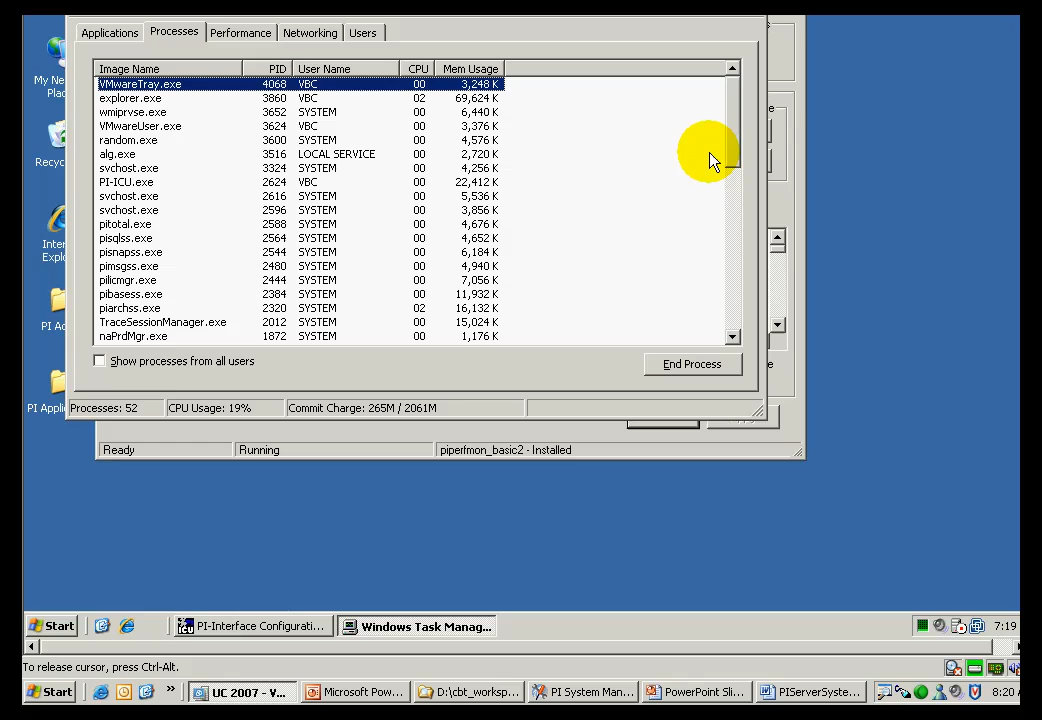 Applications Processes Performance Networking Users
Image Name PID User Name CPU Mem Usage
VMwareTray.exe 4068 VBC 00 3,248 K
explorer.exe 3860 VBC 02 69,624 K
wmiprvse.exe 3652 SYSTEM 00 6,440 K
VMwareUser.exe 3624 VBC 00 3,376 K
random.exe 3600 SYSTEM 00 4,576 K
alg.exe 3516 LOCAL SERVICE 00 2,720 K
svchost.exe 3324 SYSTEM 00 4,256 K
PI-ICU.exe 2624 VBC 00 22,412 K
svchost.exe 2616 SYSTEM 00 5,536 K
svchost.exe 2596 SYSTEM 00 3,856 K
pitotal.exe 2588 SYSTEM 00 4,676 K
pisqlss.exe 2564 SYSTEM 00 4,652 K
pisnapss.exe 2544 SYSTEM 00 6,184 K
pimsgss.exe 2480 SYSTEM 00 4,940 K
pilicmgr.exe 2444 SYSTEM 00 7,056 K
pibasess.exe 2384 SYSTEM 00 11,932 K
piarchss.exe 2320 SYSTEM 02 16,132 K
TraceSessionManager.exe 2012 SYSTEM 00 15,024 K
naPrdMgr.exe 1872 SYSTEM 00 1,176 K
Show processes from all users
End Process
Processes: 52 CPU Usage: 19% Commit Charge: 265M / 2061M
Ready Running piperfmon_basic2 - Installed
My Ne
Plac
Recyc
Inter
Explo
PI Ad
PI Appli
Start PI-Interface Configurati... Windows Task Manag... 7:19
To release cursor, press Ctrl-Alt.
Start UC 2007 - V... Microsoft Pow... D:\cbt_worksp... PI System Man... PowerPoint Sli... PIServerSyste... 8:20